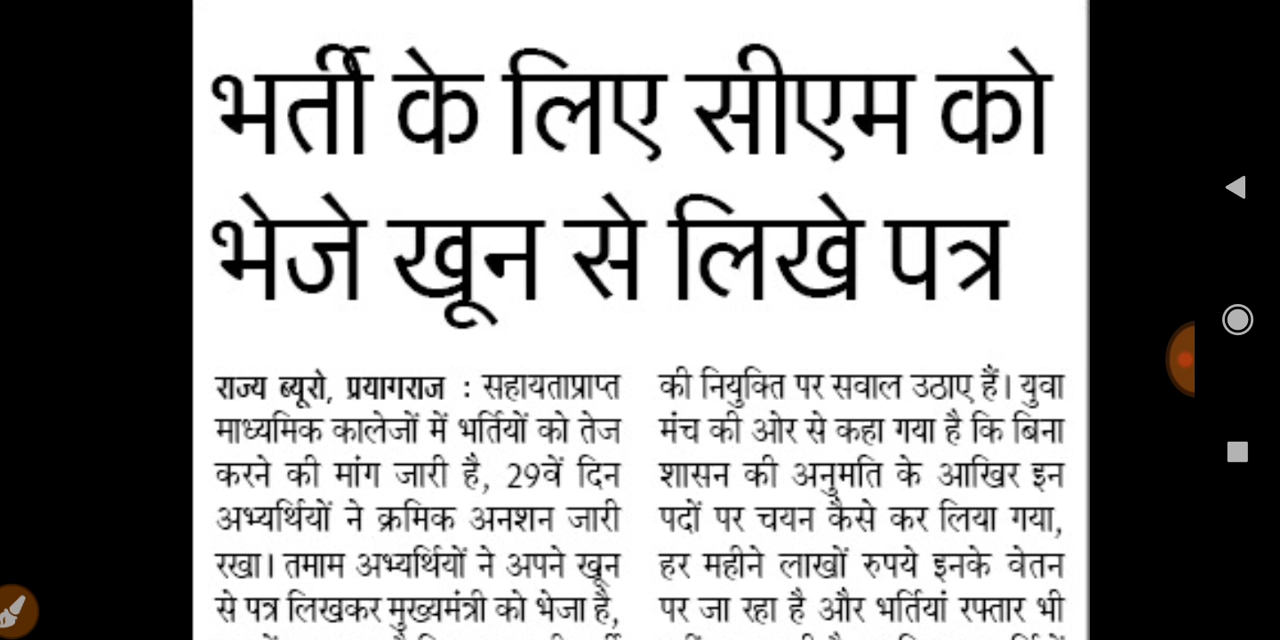 भर्ती के लिए सीएम को
भेजे खून से लिखे पत्र
राज्य ब्यूरो, प्रयागराज : सहायताप्राप्त
माध्यमिक कालेजों में भर्तियों को तेज
करने की मांग जारी है, 29वें दिन
अभ्यर्थियों ने क्रमिक अनशन जारी
रखा। तमाम अभ्यर्थियों ने अपने खून
से पत्र लिखकर मुख्यमंत्री को भेजा है,
की नियुक्ति पर सवाल उठाए हैं। युवा
मंच की ओर से कहा गया है कि बिना
शासन की अनुमति के आखिर इन
पदों पर चयन कैसे कर लिया गया,
हर महीने लाखों रुपये इनके वेतन
पर जा रहा है और भर्तियां रफ्तार भी